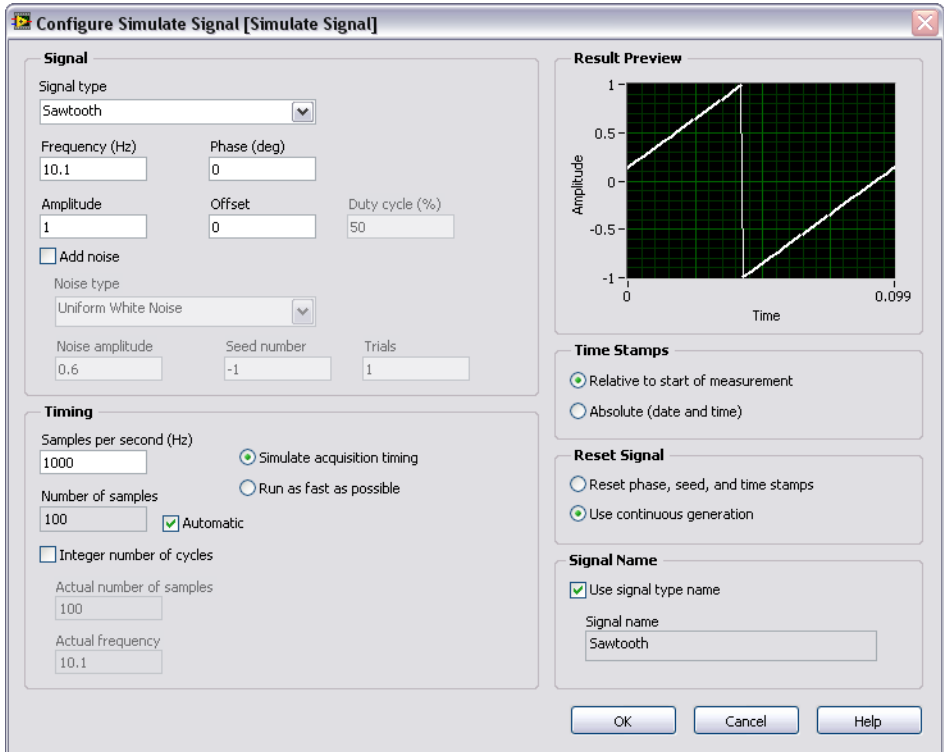 Configure Simulate Signal [Simulate Signal]
Signal
Signal type
Sawtooth
Frequency (Hz) Phase (deg)
10.1 0
Amplitude Offset Duty cycle (%)
1 0 50
Add noise
Noise type
Uniform White Noise
Noise amplitude Seed number Trials
0.6 -1 1
Timing
Samples per second (Hz)
1000
Simulate acquisition timing
Run as fast as possible
Number of samples
100 Automatic
Integer number of cycles
Actual number of samples
100
Actual frequency
10.1
Result Preview
1
0.5
0
-0.5
-1
Amplitude
0 0.099
Time
Time Stamps
Relative to start of measurement
Absolute (date and time)
Reset Signal
Reset phase, seed, and time stamps
Use continuous generation
Signal Name
Use signal type name
Signal name
Sawtooth
OK Cancel Help